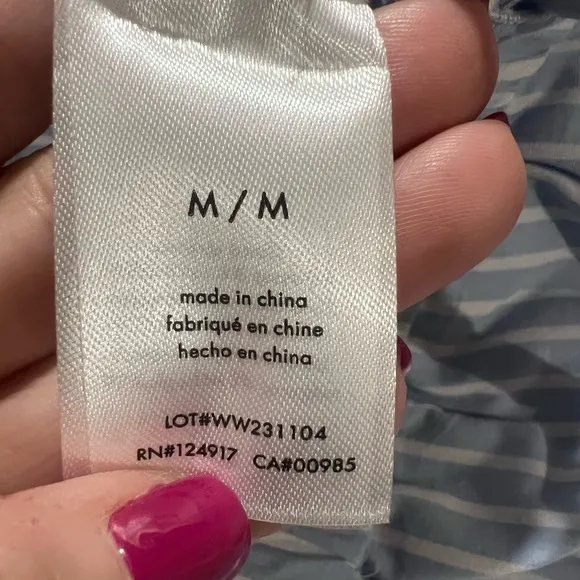 M / M
made in china
fabriqué en chine
hecho en china
LOT#WW231104
RN#124917 CA#00985